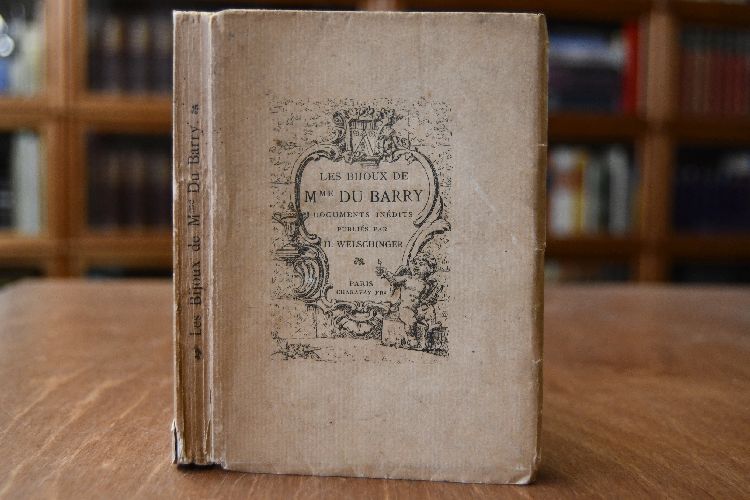 LES BIJOUX DE
Mme DU BARRY
DOCUMENTS INÉDITS
PUBLIÉS PAR
H. WELSCHINGER
PARIS
CHARAVAY FRES
Les Bijoux de Mme Du Barry